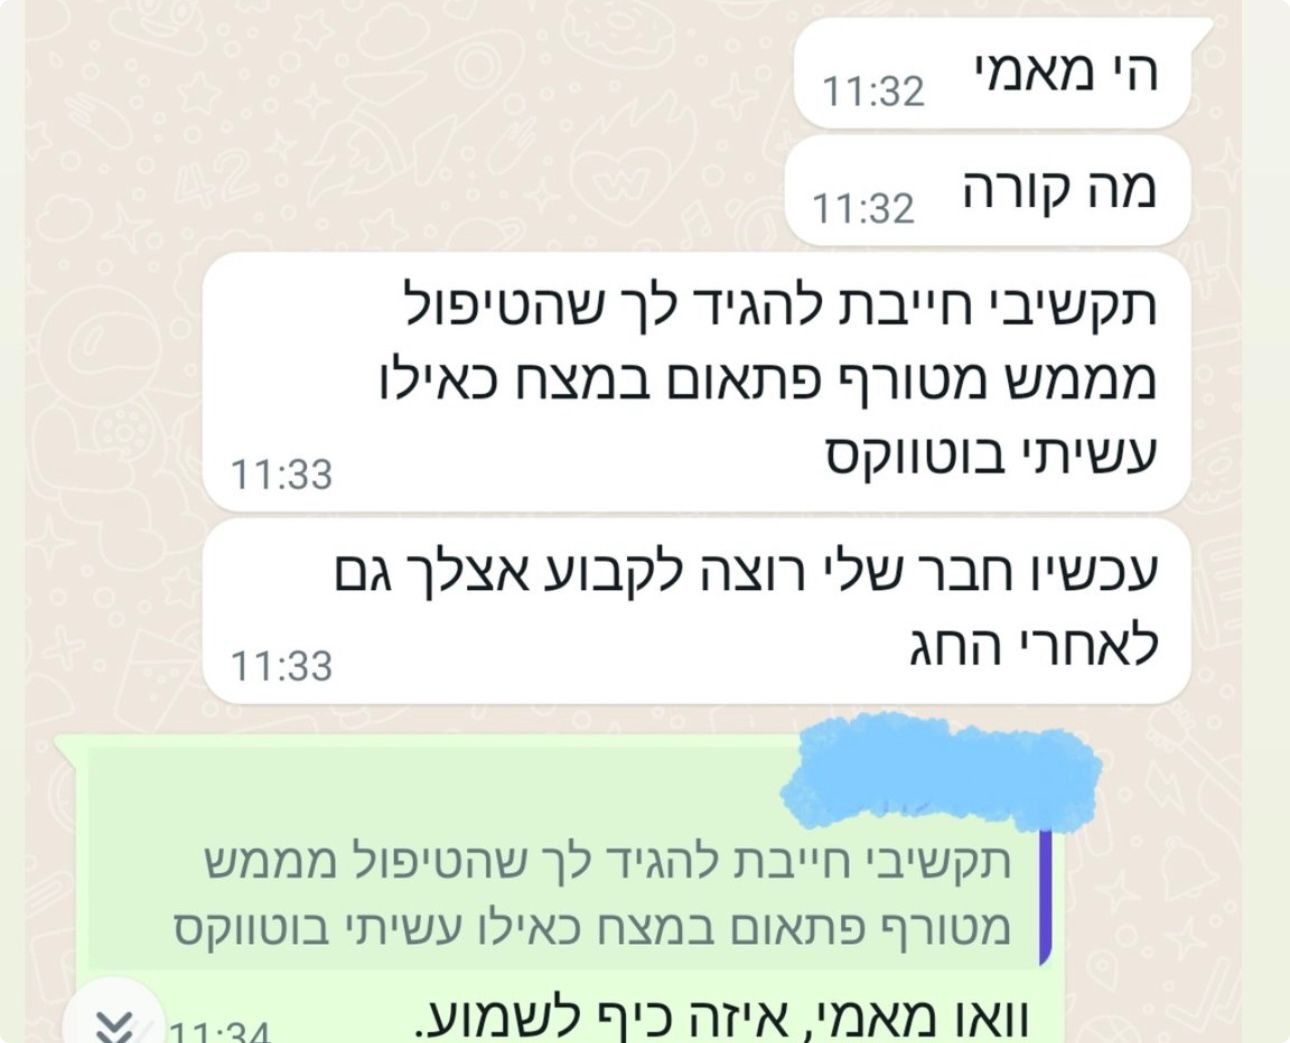 הי מאמי
11:32
מה קורה
11:32
תקשיבי חייבת להגיד לך שהטיפול
מממש מטורף פתאום במצח כאילו
עשיתי בוטווקס
11:33
עכשיו חבר שלי רוצה לקבוע אצלך גם
לאחרי החג
11:33
תקשיבי חייבת להגיד לך שהטיפול מממש
מטורף פתאום במצח כאילו עשיתי בוטווקס
וואו מאמי, איזה כיף לשמוע.
11:34